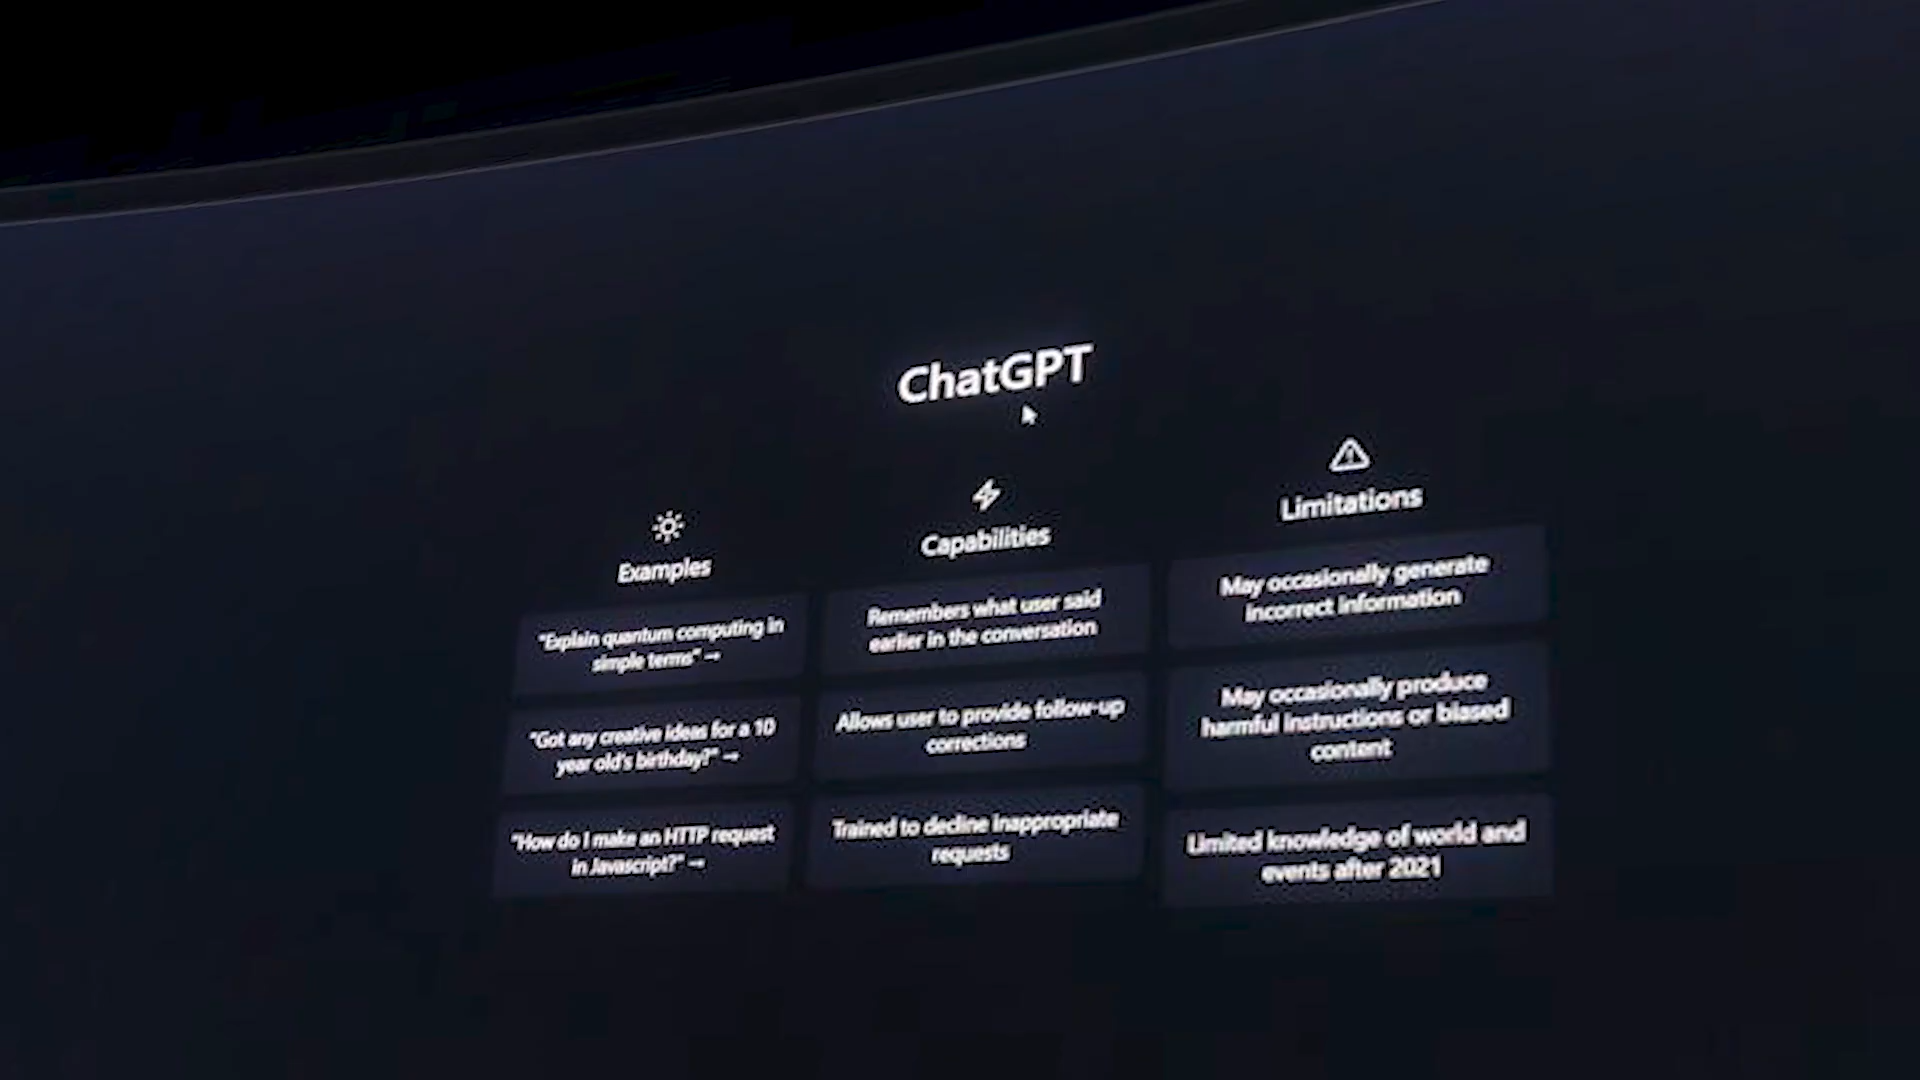 ChatGPT
Examples
"Explain quantum computing in
simple terms" →
"Got any creative ideas for a 10
year old's birthday?" →
"How do I make an HTTP request
in Javascript?" →
Capabilities
Remembers what user said
earlier in the conversation
Allows user to provide follow-up
corrections
Trained to decline inappropriate
requests
Limitations
May occasionally generate
incorrect information
May occasionally produce
harmful instructions or biased
content
Limited knowledge of world and
events after 2021